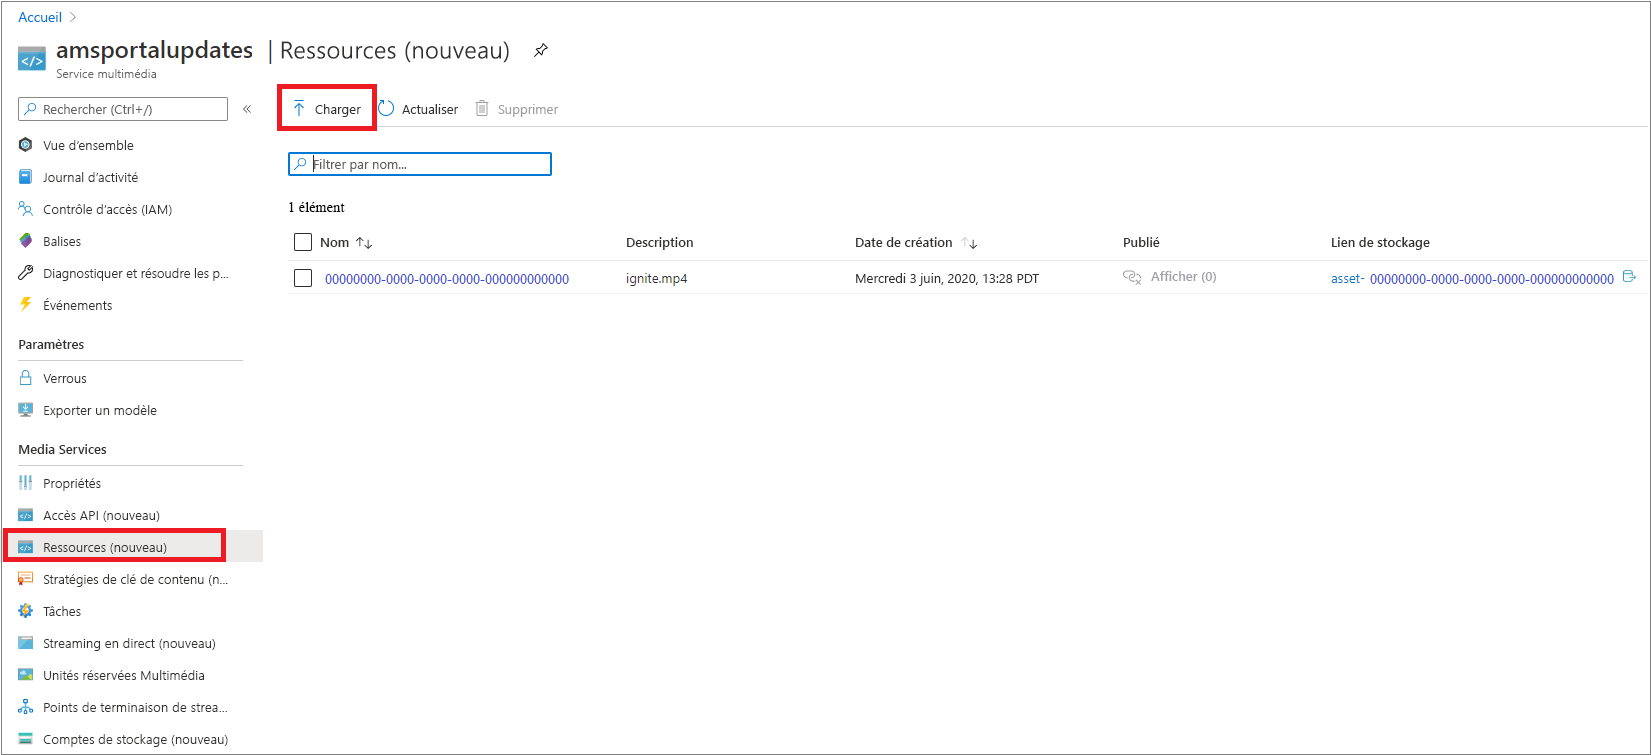 Accueil
amsportalupdates | Ressources (nouveau)
Service multimédia
Rechercher (Ctrl+/)
«
Charger
Actualiser
Supprimer
Vue d'ensemble
Journal d'activité
Contrôle d'accès (IAM)
Balises
Diagnostiquer et résoudre les p...
Événements
Paramètres
Verrous
Exporter un modèle
Media Services
Propriétés
Accès API (nouveau)
Ressources (nouveau)
Stratégies de clé de contenu (n...
Tâches
Streaming en direct (nouveau)
Unités réservées Multimédia
Points de terminaison de strea...
Comptes de stockage (nouveau)
Filtrer par nom...
1 élément
Nom Description Date de création Publié Lien de stockage
00000000-0000-0000-0000-000000000000 ignite.mp4 Mercredi 3 juin, 2020, 13:28 PDT Afficher (0) asset- 00000000-0000-0000-0000-000000000000